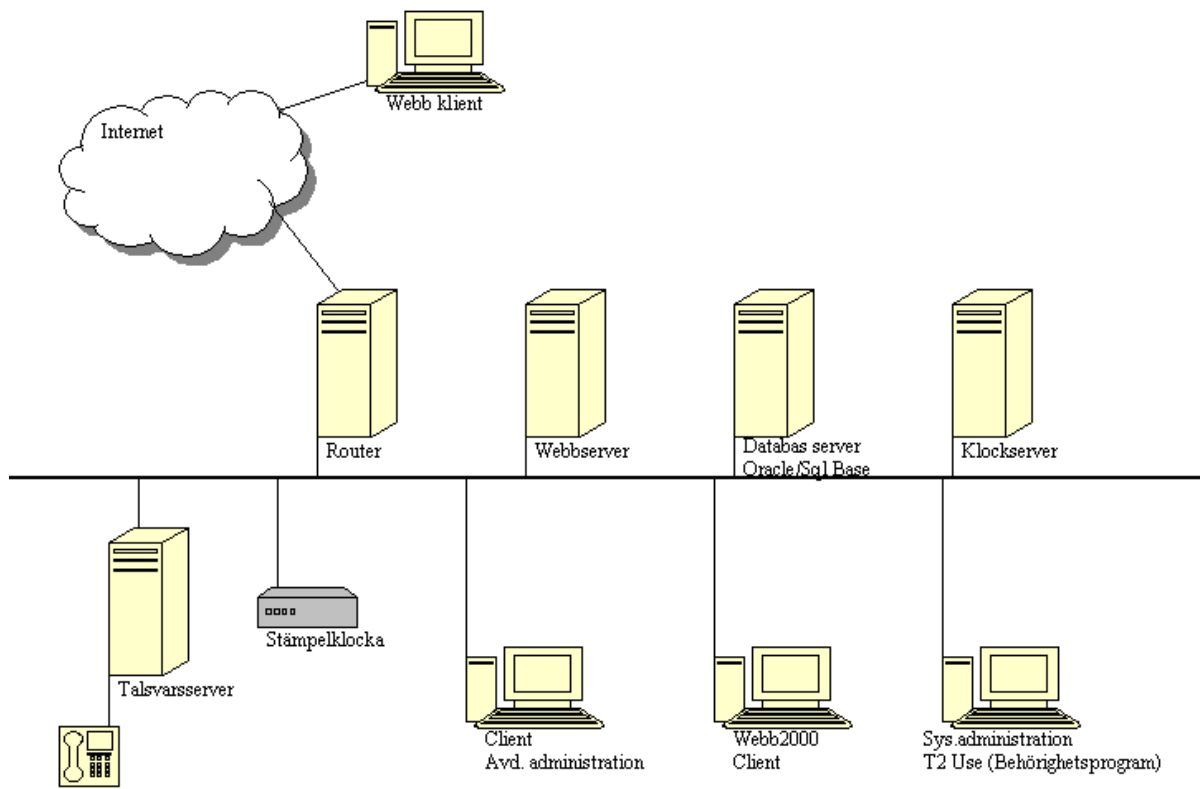 Webb klient
Internet
Router
Webbserver
Databas server
Oracle/Sql Base
Klockserver
Talsvarsserver
Stämpelklocka
Client
Avd. administration
Webb2000
Client
Sys.administration
T2 Use (Behörighetsprogram)